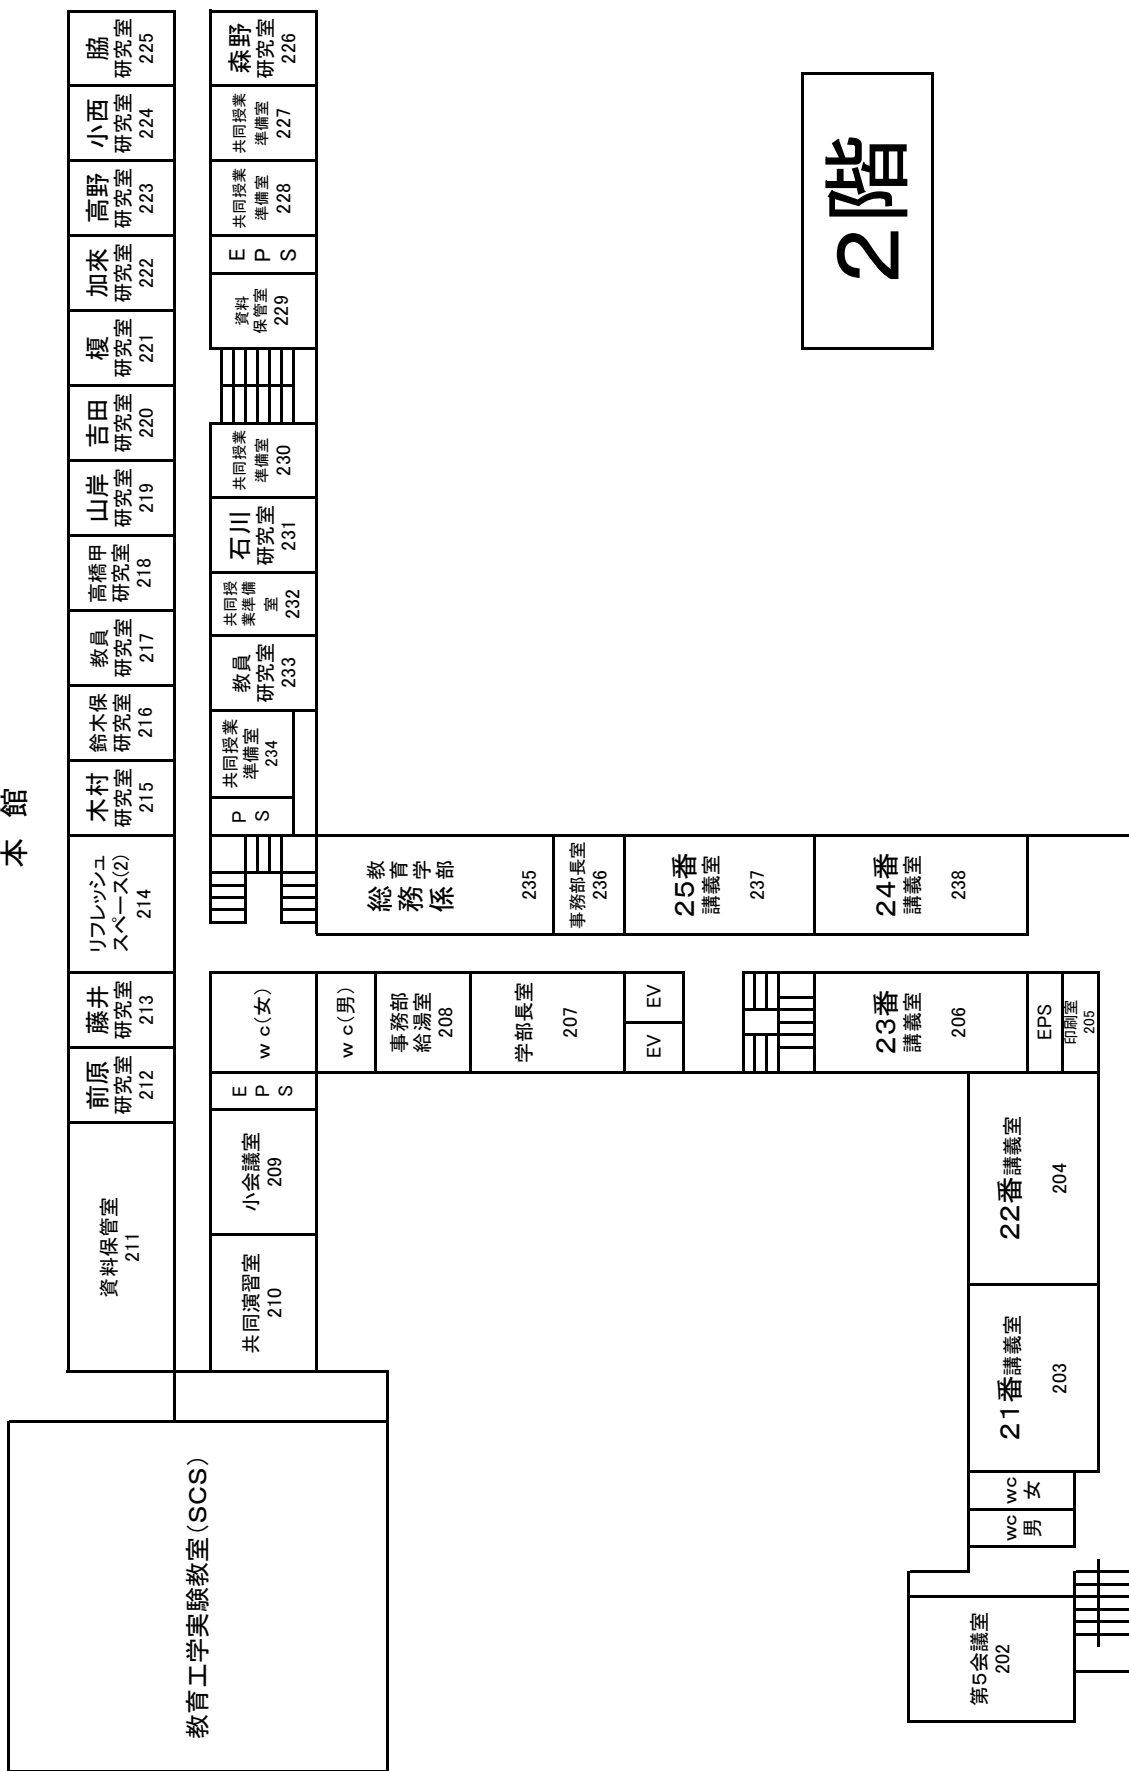 本 館
2階
脇
研究室
225
小西
研究室
224
高野
研究室
223
加來
研究室
222
榎
研究室
221
吉田
研究室
220
山岸
研究室
219
高橋甲
研究室
218
教員
研究室
217
鈴木保
研究室
216
木村
研究室
215
リフレッシュ
スペース(2)
214
藤井
研究室
213
前原
研究室
212
資料保管室
211
森野
研究室
226
共同授業
準備室
227
共同授業
準備室
228
E
P
S
資料
保管室
229
共同授業
準備室
230
石川
研究室
231
共同授
業準備
室
232
教員
研究室
233
共同授業
準備室
234
P
S
教育学部
総務係
235
事務部長室
236
25番
講義室
237
24番
講義室
238
wc(女)
wc(男)
事務部
給湯室
208
学部長室
207
EV
EV
23番
講義室
206
EPS
印刷室
205
E
P
S
小会議室
209
共同演習室
210
22番講義室
204
21番講義室
203
wc
女
wc
男
第5会議室
202
教育工学実験教室(SCS)